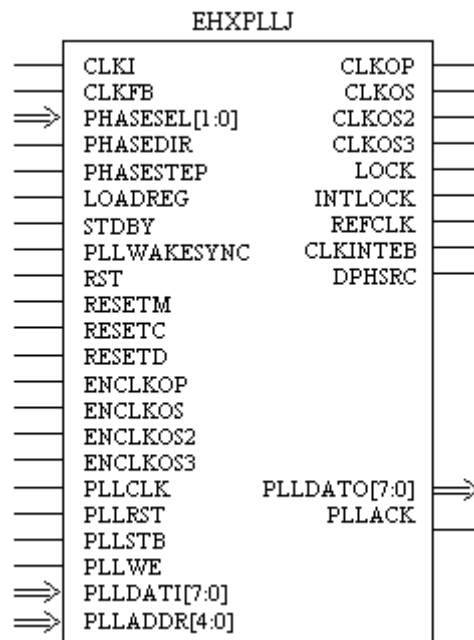 EHXPLLJ
CLKI CLKOP
CLKFB CLKOS
PHASESEL[1:0] CLKOS2
PHASEDIR CLKOS3
PHASESTEP LOCK
LOADREG INTLOCK
STDBY REFCLK
PLLWAKESYNC CLKINTEB
RST DPHSRC
RESETM
RESETC
RESETD
ENCLKOP
ENCLKOS
ENCLKOS2
ENCLKOS3
PLLCLK PLLDATO[7:0]
PLLRST PLLACK
PLLSTB
PLLWE
PLLDATI[7:0]
PLLADDR[4:0]